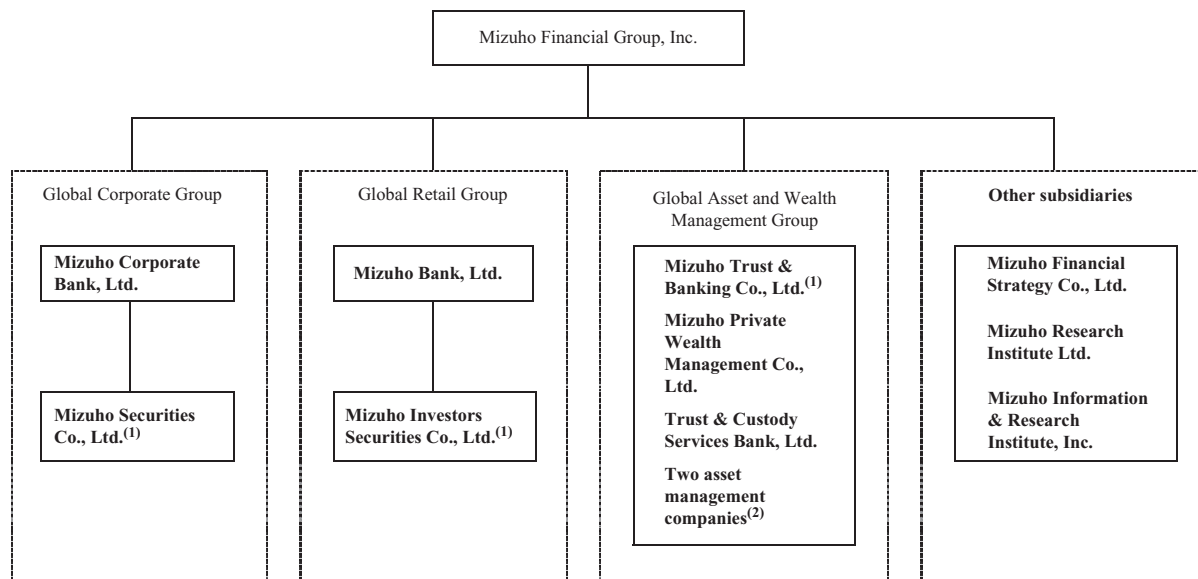 Mizuho Financial Group, Inc.
Global Corporate Group
Mizuho Corporate
Bank, Ltd.
Mizuho Securities
Co., Ltd.(1)
Global Retail Group
Mizuho Bank, Ltd.
Mizuho Investors
Securities Co., Ltd.(1)
Global Asset and Wealth
Management Group
Mizuho Trust &
Banking Co., Ltd.(1)
Mizuho Private
Wealth
Management Co.,
Ltd.
Trust & Custody
Services Bank, Ltd.
Two asset
management
companies(2)
Other subsidiaries
Mizuho Financial
Strategy Co., Ltd.
Mizuho Research
Institute Ltd.
Mizuho Information
& Research
Institute, Inc.